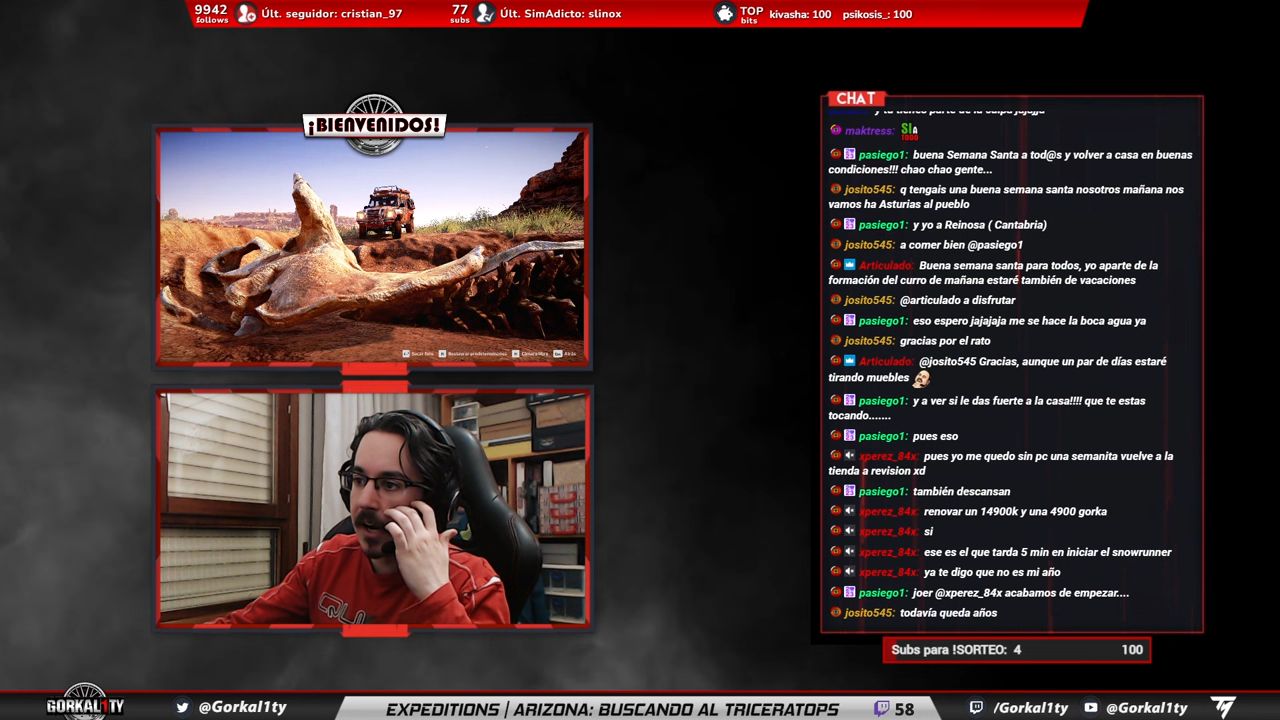 9942 follows
Últ. seguidor: cristian_97
77 subs
Últ. SimAdicto: slinox
TOP bits
kivasha: 100 psikosis_: 100
¡BIENVENIDOS!
CHAT
y tu tienes parte de la culpa jajajja
maktress: SIA TODO
pasiego1: buena Semana Santa a tod@s y volver a casa en buenas
condiciones!!! chao chao gente...
josito545: q tengais una buena semana santa nosotros mañana nos
vamos ha Asturias al pueblo
pasiego1: y yo a Reinosa ( Cantabria)
josito545: a comer bien @pasiego1
Articulado: Buena semana santa para todos, yo aparte de la
formación del curro de mañana estaré también de vacaciones
josito545: @articulado a disfrutar
pasiego1: eso espero jajajaja me se hace la boca agua ya
josito545: gracias por el rato
Articulado: @josito545 Gracias, aunque un par de días estaré
tirando muebles
pasiego1: y a ver si le das fuerte a la casa!!!! que te estas
tocando.......
pasiego1: pues eso
xperez_84x: pues yo me quedo sin pc una semanita vuelve a la
tienda a revision xd
pasiego1: también descansan
xperez_84x: renovar un 14900k y una 4900 gorka
xperez_84x: si
xperez_84x: ese es el que tarda 5 min en iniciar el snowrunner
xperez_84x: ya te digo que no es mi año
pasiego1: joer @xperez_84x acabamos de empezar....
josito545: todavía queda años
Subs para !SORTEO: 4 100
GORKAL1TY
@Gorkal1ty
EXPEDITIONS | ARIZONA: BUSCANDO AL TRICERATOPS
58
/Gorkal1ty
@Gorkal1ty